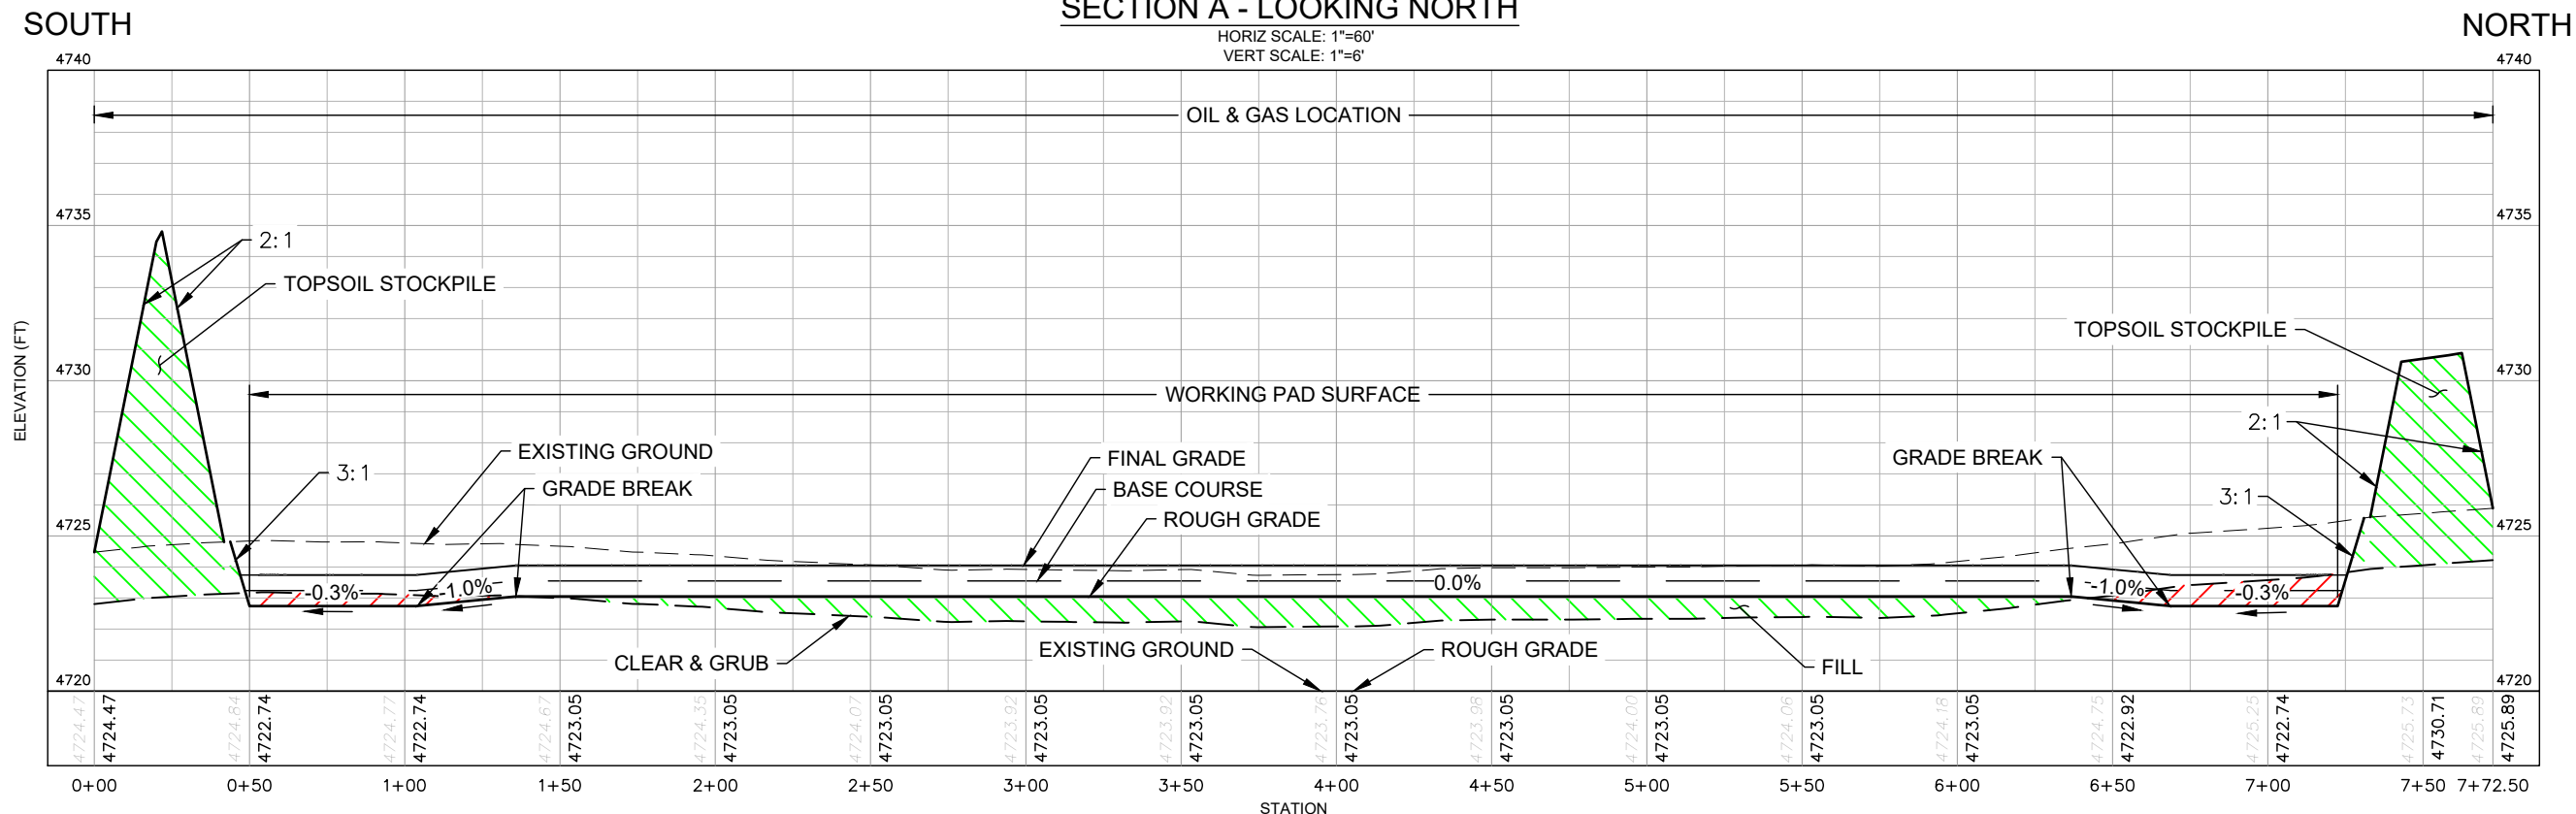 SECTION A - LOOKING NORTH
SOUTH
NORTH
HORIZ SCALE: 1"=60'
VERT SCALE: 1"=6'
4740
4740
OIL & GAS LOCATION
4735
4735
2:1
TOPSOIL STOCKPILE
TOPSOIL STOCKPILE
ELEVATION (FT)
4730
4730
WORKING PAD SURFACE
2:1
EXISTING GROUND
FINAL GRADE
GRADE BREAK
3:1
GRADE BREAK
BASE COURSE
3:1
4725
ROUGH GRADE
4725
-0.3%
-1.0%
0.0%
-1.0%
-0.3%
CLEAR & GRUB
EXISTING GROUND
ROUGH GRADE
FILL
4720
4720
4724.47 4724.47
4724.84 4722.74
4724.77 4722.74
4724.67 4723.05
4724.35 4723.05
4724.07 4723.05
4723.92 4723.05
4723.92 4723.05
4723.76 4723.05
4723.98 4723.05
4724.00 4723.05
4724.06 4723.05
4724.18 4723.05
4724.75 4722.92
4725.25 4722.74
4725.73 4730.71
4725.89 4725.89
0+00 0+50 1+00 1+50 2+00 2+50 3+00 3+50 4+00 4+50 5+00 5+50 6+00 6+50 7+00 7+50 7+72.50
STATION